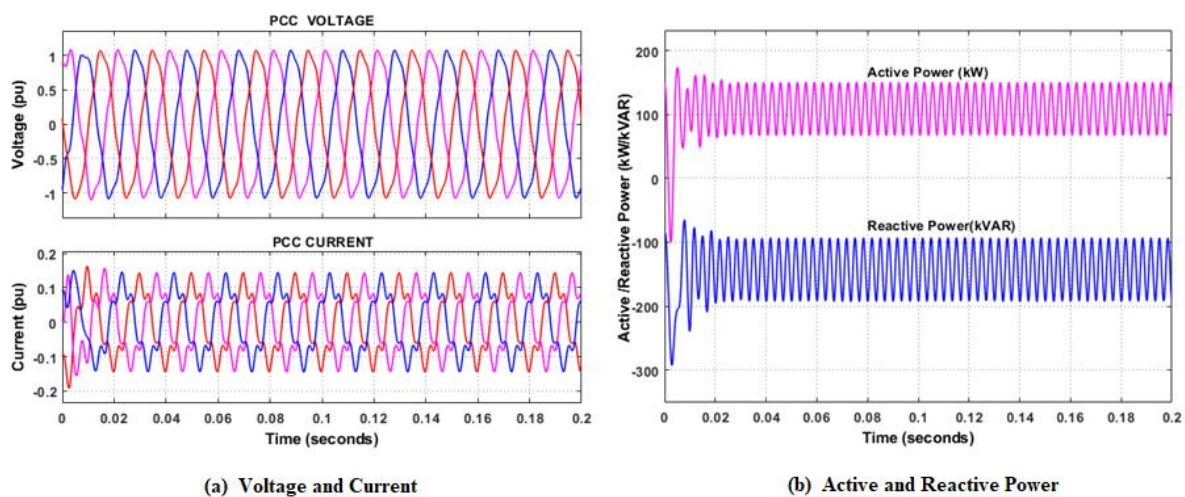 PCC VOLTAGE
1
0.5
0
-0.5
-1
Voltage (pu)
PCC CURRENT
0.2
0.1
0
-0.1
-0.2
Current (pu)
0 0.02 0.04 0.06 0.08 0.1 0.12 0.14 0.16 0.18 0.2
Time (seconds)
(a) Voltage and Current
200
100
0
-100
-200
-300
Active /Reactive Power (kW/kVAR)
Active Power (kW)
Reactive Power(kVAR)
0 0.02 0.04 0.06 0.08 0.1 0.12 0.14 0.16 0.18 0.2
Time (seconds)
(b) Active and Reactive Power